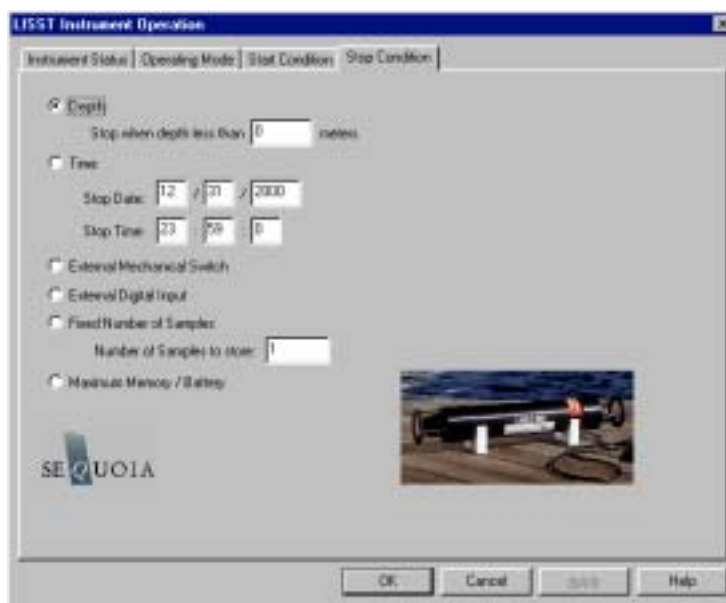 LISST Instrument Operation
Instrument Status Operating Mode Start Condition Stop Condition
Depth
Stop when depth less than 0 meters
Time
Stop Date: 12 / 31 / 2000
Stop Time: 23 : 59 : 0
External Mechanical Switch
External Digital Input
Fixed Number of Samples
Number of Samples to store: 1
Maximum Memory / Battery
SEQUOIA
OK Cancel Help